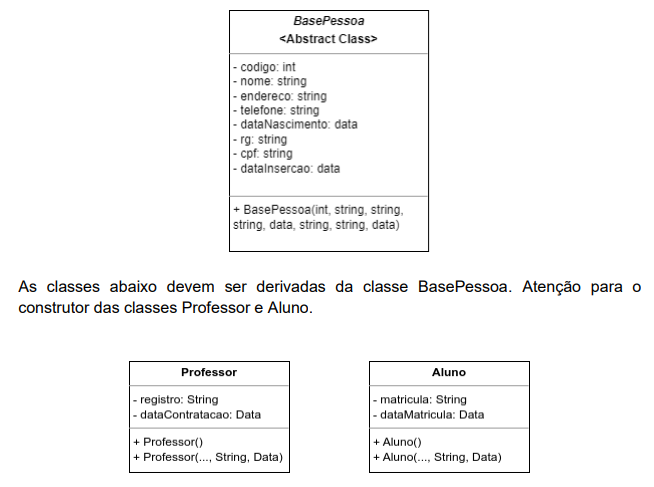 BasePessoa
<Abstract Class>
- codigo: int
- nome: string
- endereco: string
- telefone: string
- dataNascimento: data
- rg: string
- cpf: string
- dataInsercao: data
+ BasePessoa(int, string, string,
string, data, string, string, data)
As classes abaixo devem ser derivadas da classe BasePessoa. Atenção para o
construtor das classes Professor e Aluno.
Professor
- registro: String
- dataContratacao: Data
+ Professor()
+ Professor(..., String, Data)
Aluno
- matricula: String
- dataMatricula: Data
+ Aluno()
+ Aluno(..., String, Data)